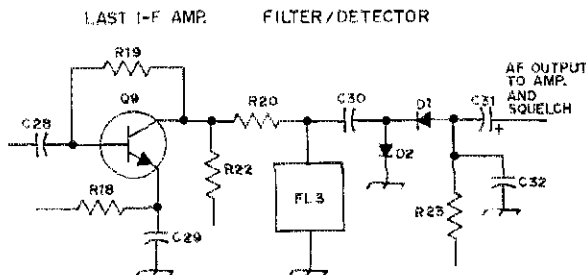 LAST I-F AMP. FILTER/DETECTOR
R19
Q9
C28
R20
C30
D1
C31
AF OUTPUT
TO AMP.
AND
SQUELCH
+
R22
D2
R18
FL3
C32
R23
C29